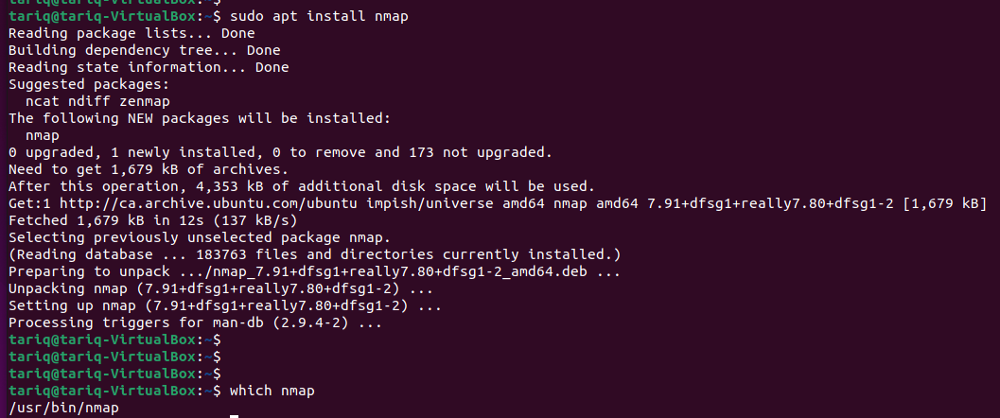 tariq@tariq-VirtualBox:~$
tariq@tariq-VirtualBox:~$ sudo apt install nmap
Reading package lists... Done
Building dependency tree... Done
Reading state information... Done
Suggested packages:
  ncat ndiff zenmap
The following NEW packages will be installed:
  nmap
0 upgraded, 1 newly installed, 0 to remove and 173 not upgraded.
Need to get 1,679 kB of archives.
After this operation, 4,353 kB of additional disk space will be used.
Get:1 http://ca.archive.ubuntu.com/ubuntu impish/universe amd64 nmap amd64 7.91+dfsg1+really7.80+dfsg1-2 [1,679 kB]
Fetched 1,679 kB in 12s (137 kB/s)
Selecting previously unselected package nmap.
(Reading database ... 183763 files and directories currently installed.)
Preparing to unpack .../nmap_7.91+dfsg1+really7.80+dfsg1-2_amd64.deb ...
Unpacking nmap (7.91+dfsg1+really7.80+dfsg1-2) ...
Setting up nmap (7.91+dfsg1+really7.80+dfsg1-2) ...
Processing triggers for man-db (2.9.4-2) ...
tariq@tariq-VirtualBox:~$
tariq@tariq-VirtualBox:~$
tariq@tariq-VirtualBox:~$
tariq@tariq-VirtualBox:~$ which nmap
/usr/bin/nmap